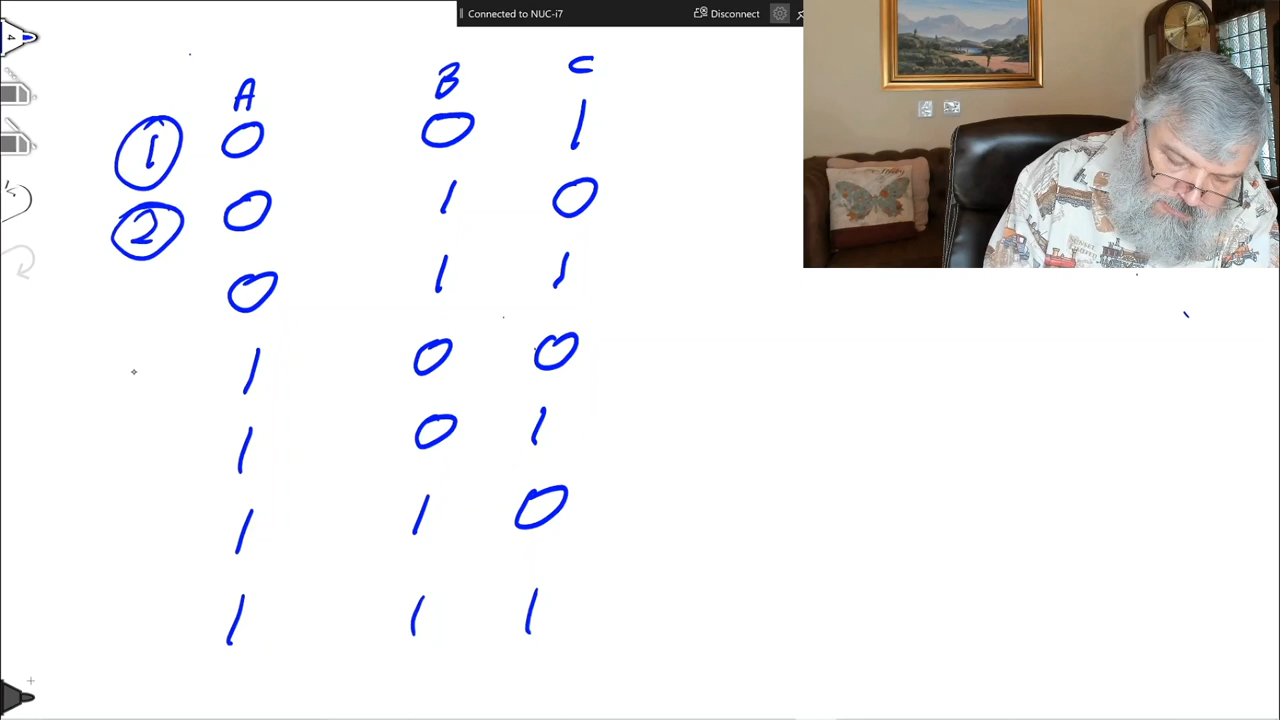 Connected to NUC-i7 Disconnect
A B C
1 0 0 1
2 0 1 0
0 1 1
1 0 0
1 0 1
1 1 0
1 1 1
4